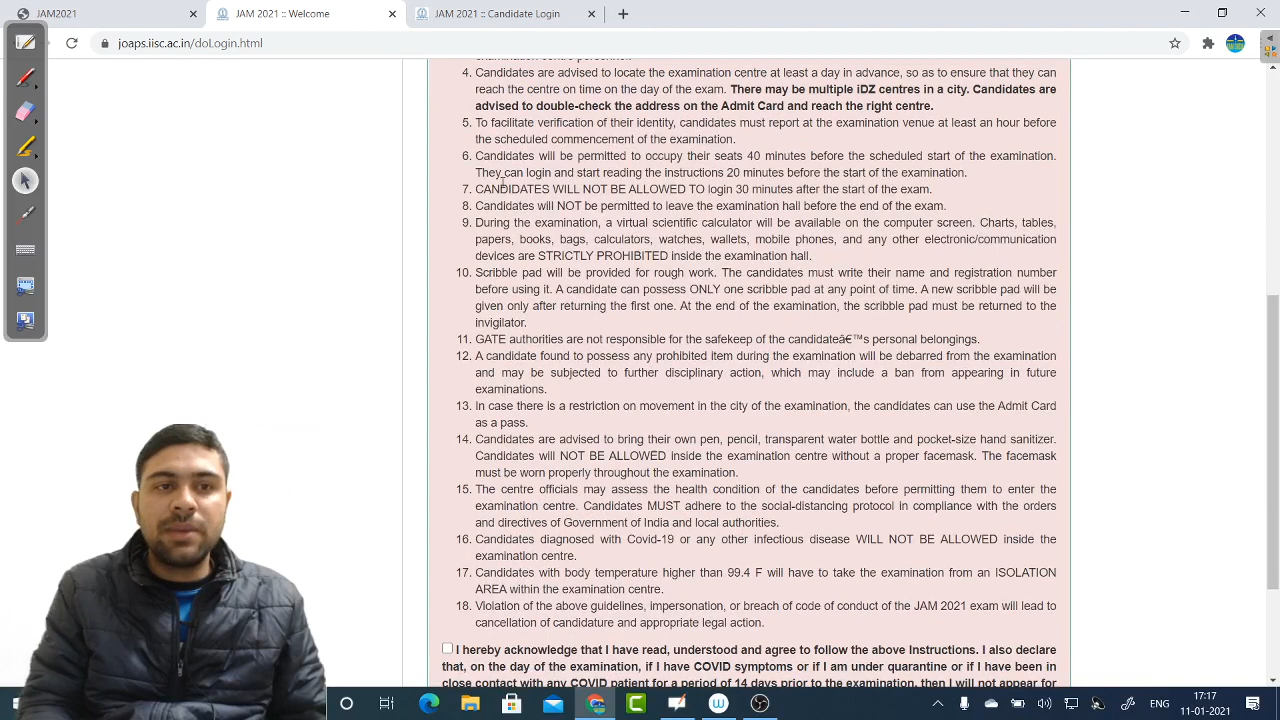 JAM2021
JAM 2021 :: Welcome
JAM 2021 :: Candidate Login
joaps.iisc.ac.in/doLogin.html
4. Candidates are advised to locate the examination centre at least a day in advance, so as to ensure that they can
reach the centre on time on the day of the exam. There may be multiple iDZ centres in a city. Candidates are
advised to double-check the address on the Admit Card and reach the right centre.
5. To facilitate verification of their identity, candidates must report at the examination venue at least an hour before
the scheduled commencement of the examination.
6. Candidates will be permitted to occupy their seats 40 minutes before the scheduled start of the examination.
They can login and start reading the instructions 20 minutes before the start of the examination.
7. CANDIDATES WILL NOT BE ALLOWED TO login 30 minutes after the start of the exam.
8. Candidates will NOT be permitted to leave the examination hall before the end of the exam.
9. During the examination, a virtual scientific calculator will be available on the computer screen. Charts, tables,
papers, books, bags, calculators, watches, wallets, mobile phones, and any other electronic/communication
devices are STRICTLY PROHIBITED inside the examination hall.
10. Scribble pad will be provided for rough work. The candidates must write their name and registration number
before using it. A candidate can possess ONLY one scribble pad at any point of time. A new scribble pad will be
given only after returning the first one. At the end of the examination, the scribble pad must be returned to the
invigilator.
11. GATE authorities are not responsible for the safekeep of the candidateâ€™s personal belongings.
12. A candidate found to possess any prohibited item during the examination will be debarred from the examination
and may be subjected to further disciplinary action, which may include a ban from appearing in future
examinations.
13. In case there is a restriction on movement in the city of the examination, the candidates can use the Admit Card
as a pass.
14. Candidates are advised to bring their own pen, pencil, transparent water bottle and pocket-size hand sanitizer.
Candidates will NOT BE ALLOWED inside the examination centre without a proper facemask. The facemask
must be worn properly throughout the examination.
15. The centre officials may assess the health condition of the candidates before permitting them to enter the
examination centre. Candidates MUST adhere to the social-distancing protocol in compliance with the orders
and directives of Government of India and local authorities.
16. Candidates diagnosed with Covid-19 or any other infectious disease WILL NOT BE ALLOWED inside the
examination centre.
17. Candidates with body temperature higher than 99.4 F will have to take the examination from an ISOLATION
AREA within the examination centre.
18. Violation of the above guidelines, impersonation, or breach of code of conduct of the JAM 2021 exam will lead to
cancellation of candidature and appropriate legal action.
I hereby acknowledge that I have read, understood and agree to follow the above Instructions. I also declare
that, on the day of the examination, if I have COVID symptoms or if I am under quarantine or if I have been in
close contact with any COVID patient for a period of 14 days prior to the examination, then I will not appear for
ENG
17:17
11-01-2021